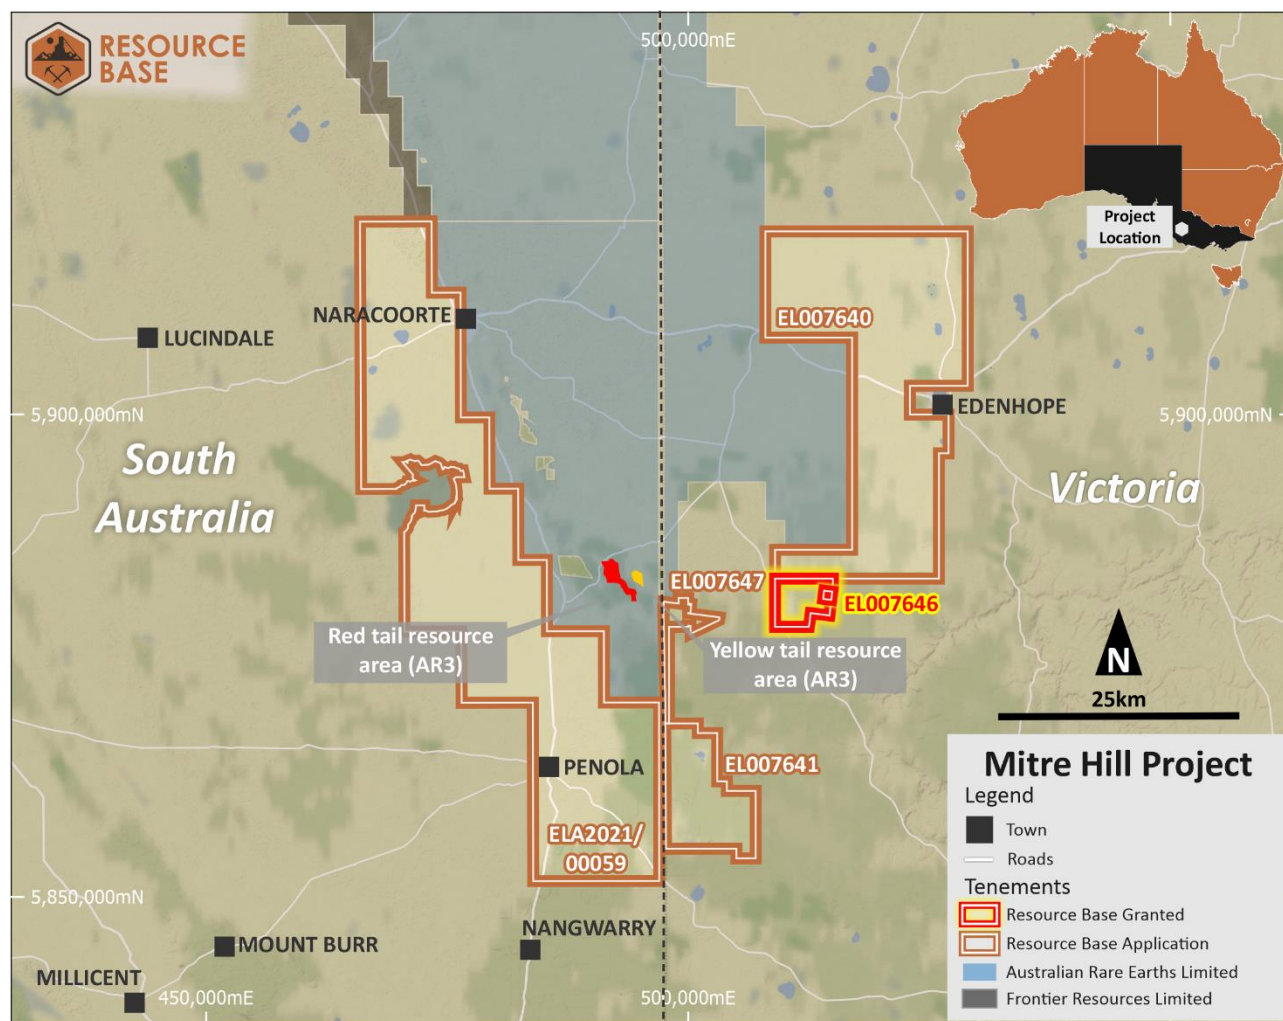 RESOURCE
BASE
500,000mE
Project
Location
NARACOORTE
LUCINDALE
EL007640
EDENHOPE
5,900,000mN
5,900,000mN
South
Australia
Victoria
EL007647
EL007646
Red tail resource
area (AR3)
Yellow tail resource
area (AR3)
N
25km
PENOLA
EL007641
ELA2021/
00059
5,850,000mN
NANGWARRY
MOUNT BURR
MILLICENT
450,000mE
500,000mE
Mitre Hill Project
Legend
Town
Roads
Tenements
Resource Base Granted
Resource Base Application
Australian Rare Earths Limited
Frontier Resources Limited